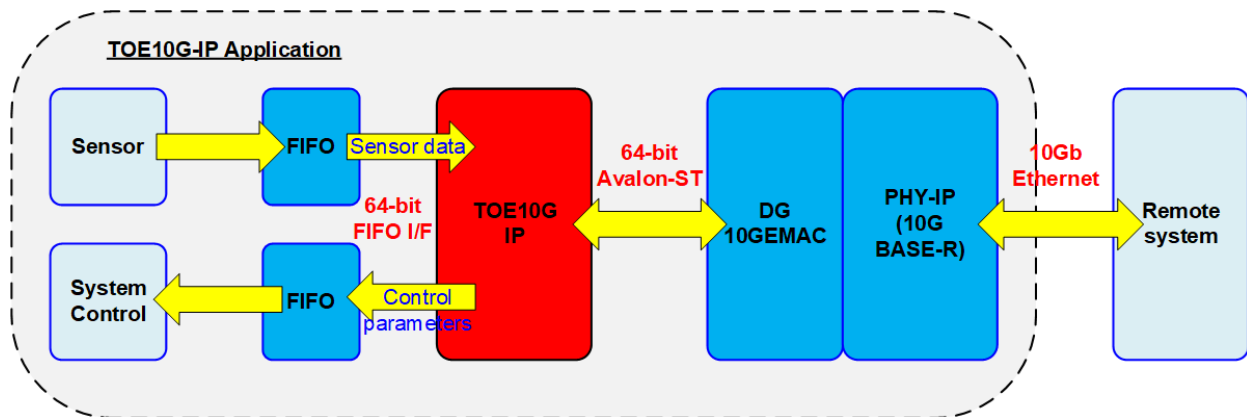 TOE10G-IP Application
Sensor
FIFO
Sensor data
64-bit
FIFO I/F
System
Control
FIFO
Control
parameters
TOE10G
IP
64-bit
Avalon-ST
DG
10GEMAC
PHY-IP
(10G
BASE-R)
10Gb
Ethernet
Remote
system